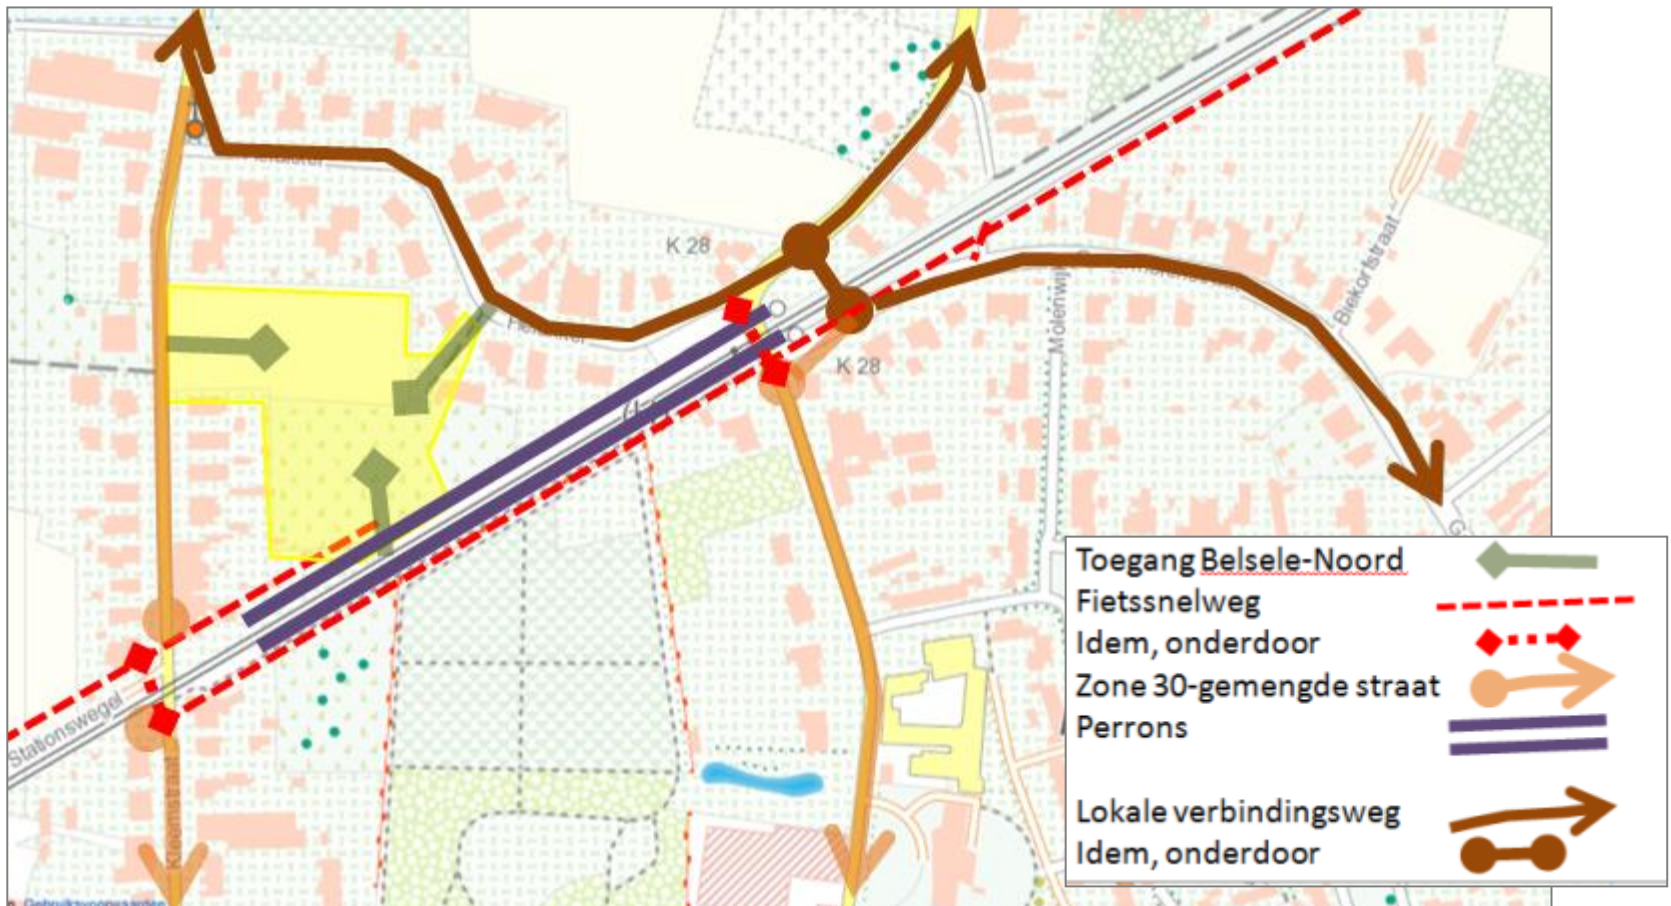 K 28
K 28
Biekorfstraat
Molenwijk
Stationswegel
Kleemstraat
Toegang Belsele-Noord
Fietssnelweg
Idem, onderdoor
Zone 30-gemengde straat
Perrons
Lokale verbindingsweg
Idem, onderdoor
Gebruiksvoorwaarden